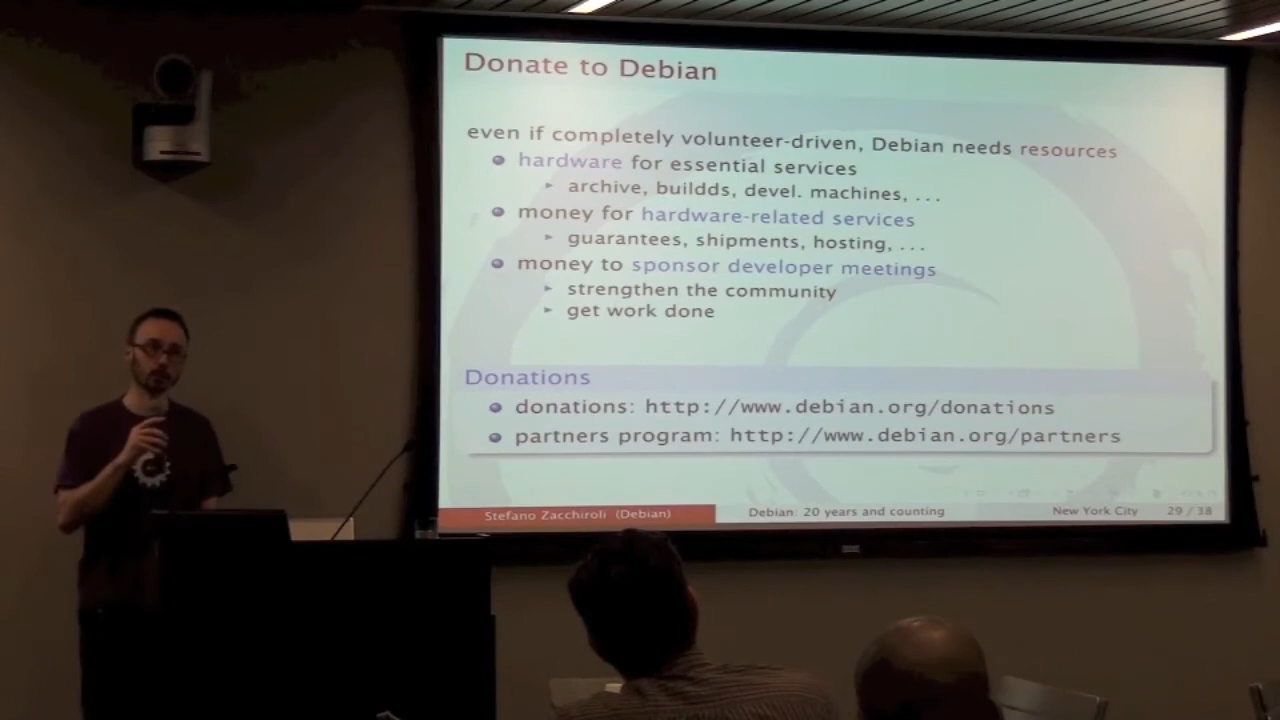 Donate to Debian
even if completely volunteer-driven, Debian needs resources
hardware for essential services
archive, buildds, devel. machines, ...
money for hardware-related services
guarantees, shipments, hosting, ...
money to sponsor developer meetings
strengthen the community
get work done
Donations
donations: http://www.debian.org/donations
partners program: http://www.debian.org/partners
Stefano Zacchiroli (Debian) Debian: 20 years and counting New York City 29 / 38